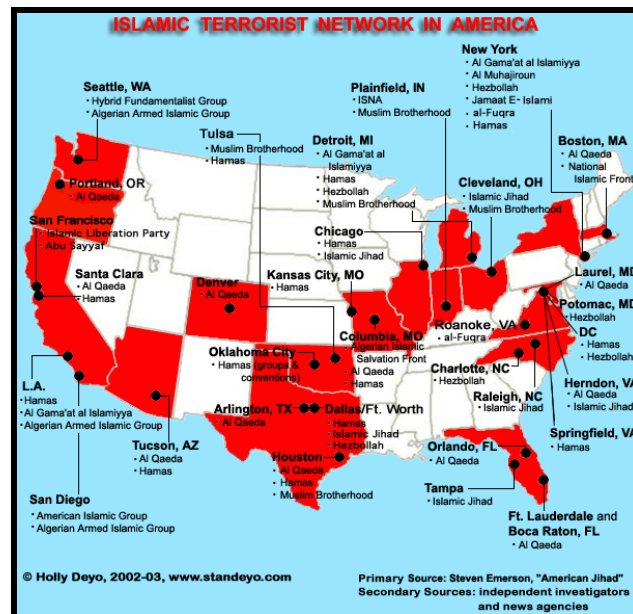 ISLAMIC TERRORIST NETWORK IN AMERICA
New York
• Al Gama'at al Islamiyya
• Al Muhajiroun
• Hezbollah
• Jamaat E- Islami
• al-Fuqra
• Hamas
Seattle, WA
• Hybrid Fundamentalist Group
• Algerian Armed Islamic Group
Plainfield, IN
• ISNA
• Muslim Brotherhood
Tulsa
• Muslim Brotherhood
• Hamas
Detroit, MI
• Al Gama'at al
Islamiyya
• Hamas
• Hezbollah
• Muslim Brotherhood
Boston, MA
• Al Qaeda
• National
Islamic Front
Cleveland, OH
• Islamic Jihad
• Muslim Brotherhood
Portland, OR
• Al Qaeda
San Francisco
• Islamic Liberation Party
• Abu Sayyaf
Chicago
• Hamas
• Islamic Jihad
Santa Clara
• Al Qaeda
• Hamas
Denver
• Al Qaeda
Kansas City, MO
• Hamas
Laurel, MD
• Al Qaeda
Potomac, MD
• Hezbollah
DC
• Hamas
• Hezbollah
Roanoke, VA
• al-Fuqra
Columbia, MO
• Algerian Islamic
Salvation Front
• Al Qaeda
• Hamas
Oklahoma City
• Hamas (groups &
conventions)
Charlotte, NC
• Hezbollah
Raleigh, NC
• Islamic Jihad
Herndon, VA
• Al Qaeda
• Islamic Jihad
L.A.
• Hamas
• Al Gama'at al Islamiyya
• Algerian Armed Islamic Group
Arlington, TX
• Al Qaeda
Dallas/Ft. Worth
• Hamas
• Islamic Jihad
• Hezbollah
Springfield, VA
• Hamas
Tucson, AZ
• Al Qaeda
• Hamas
Houston
• Al Qaeda
• Hamas
• Muslim Brotherhood
Orlando, FL
• Al Qaeda
Tampa
• Islamic Jihad
San Diego
• American Islamic Group
• Algerian Armed Islamic Group
Ft. Lauderdale and
Boca Raton, FL
• Al Qaeda
© Holly Deyo, 2002-03, www.standeyo.com
Primary Source: Steven Emerson, "American Jihad"
Secondary Sources: independent investigators
and news agencies